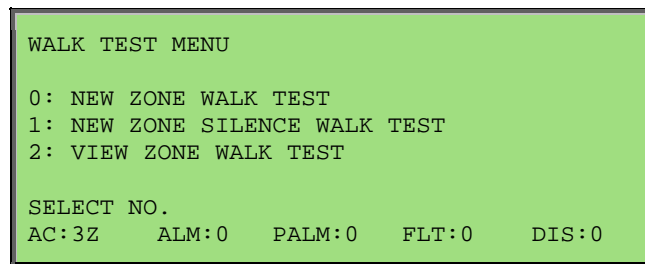 WALK TEST MENU
0: NEW ZONE WALK TEST
1: NEW ZONE SILENCE WALK TEST
2: VIEW ZONE WALK TEST
SELECT NO.
AC:3Z ALM:0 PALM:0 FLT:0 DIS:0